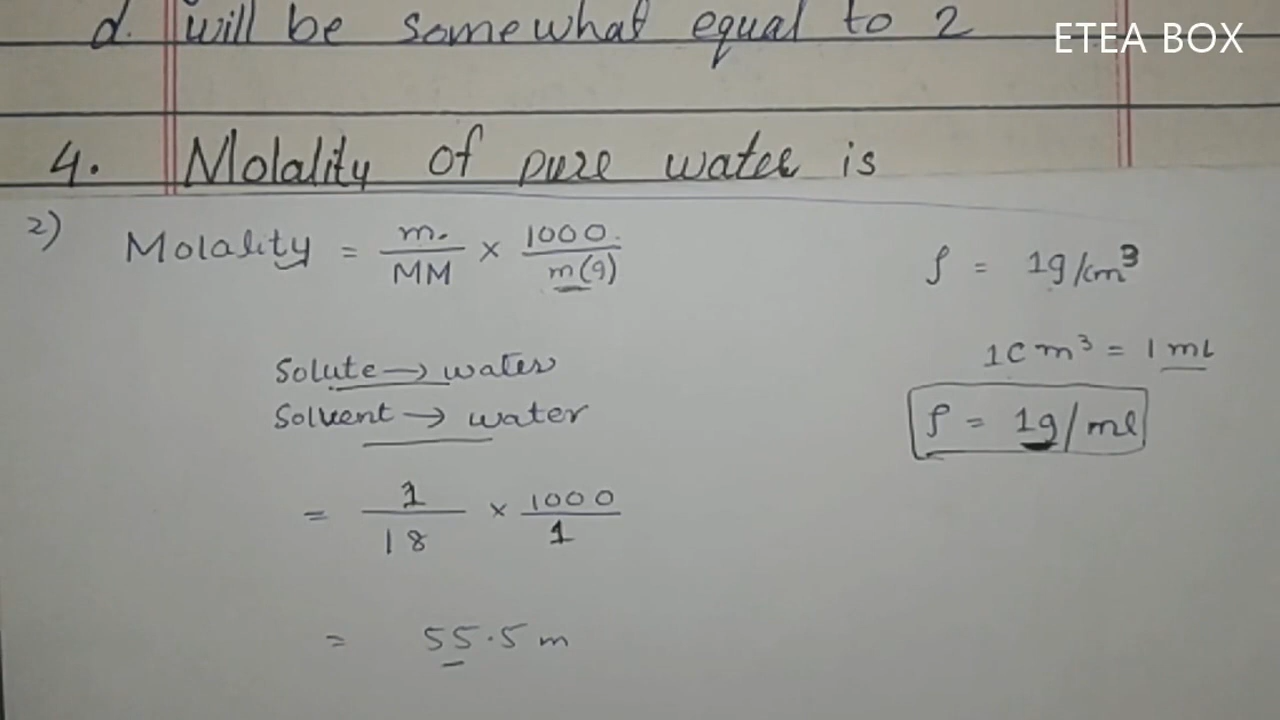 d. will be somewhat equal to 2
ETEA BOX
4. Molality of pure water is
2) Molality = m. / MM × 1000. / m(g)
ρ = 1g/cm³
1cm³ = 1 mL
ρ = 1g/ml
Solute → water
Solvent → water
= 1 / 18 × 1000 / 1
= 55.5 m